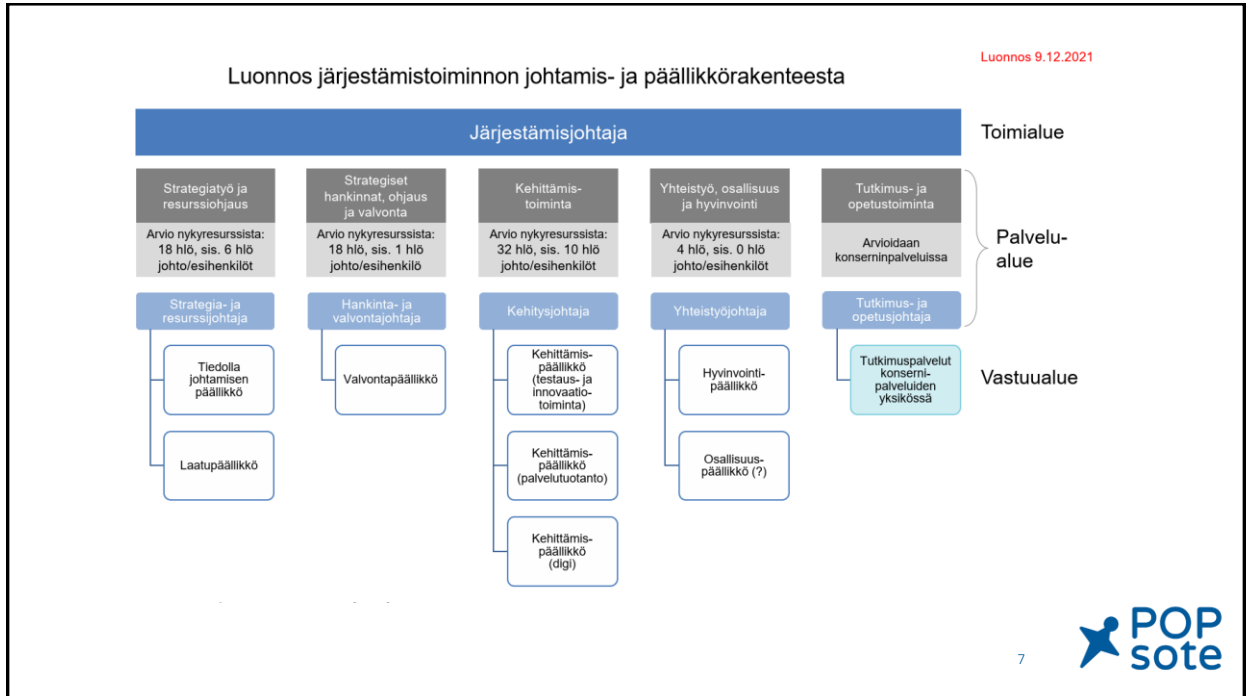 Luonnos 9.12.2021
Luonnos järjestämistoiminnon johtamis- ja päällikkörakenteesta
Järjestämisjohtaja
Toimialue
Strategiatyö ja
resurssiohjaus
Arvio nykyresurssista:
18 hlö, sis. 6 hlö
johto/esihenkilöt
Strategiset
hankinnat, ohjaus
ja valvonta
Arvio nykyresurssista:
18 hlö, sis. 1 hlö
johto/esihenkilö
Kehittämis-
toiminta
Arvio nykyresurssista:
32 hlö, sis. 10 hlö
johto/esihenkilöt
Yhteistyö, osallisuus
ja hyvinvointi
Arvio nykyresurssista:
4 hlö, sis. 0 hlö
johto/esihenkilöt
Tutkimus- ja
opetustoiminta
Arvioidaan
konserninpalveluissa
Palvelu-
alue
Strategia- ja
resurssijohtaja
Hankinta- ja
valvontajohtaja
Kehitysjohtaja
Yhteistyöjohtaja
Tutkimus- ja
opetusjohtaja
Tiedolla
johtamisen
päällikkö
Laatupäällikkö
Valvontapäällikkö
Kehittämis-
päällikkö
(testaus- ja
innovaatio-
toiminta)
Kehittämis-
päällikkö
(palvelutuotanto)
Kehittämis-
päällikkö
(digi)
Hyvinvointi-
päällikkö
Osallisuus-
päällikkö (?)
Tutkimuspalvelut
konserni-
palveluiden
yksikössä
Vastuualue
7
POP
sote